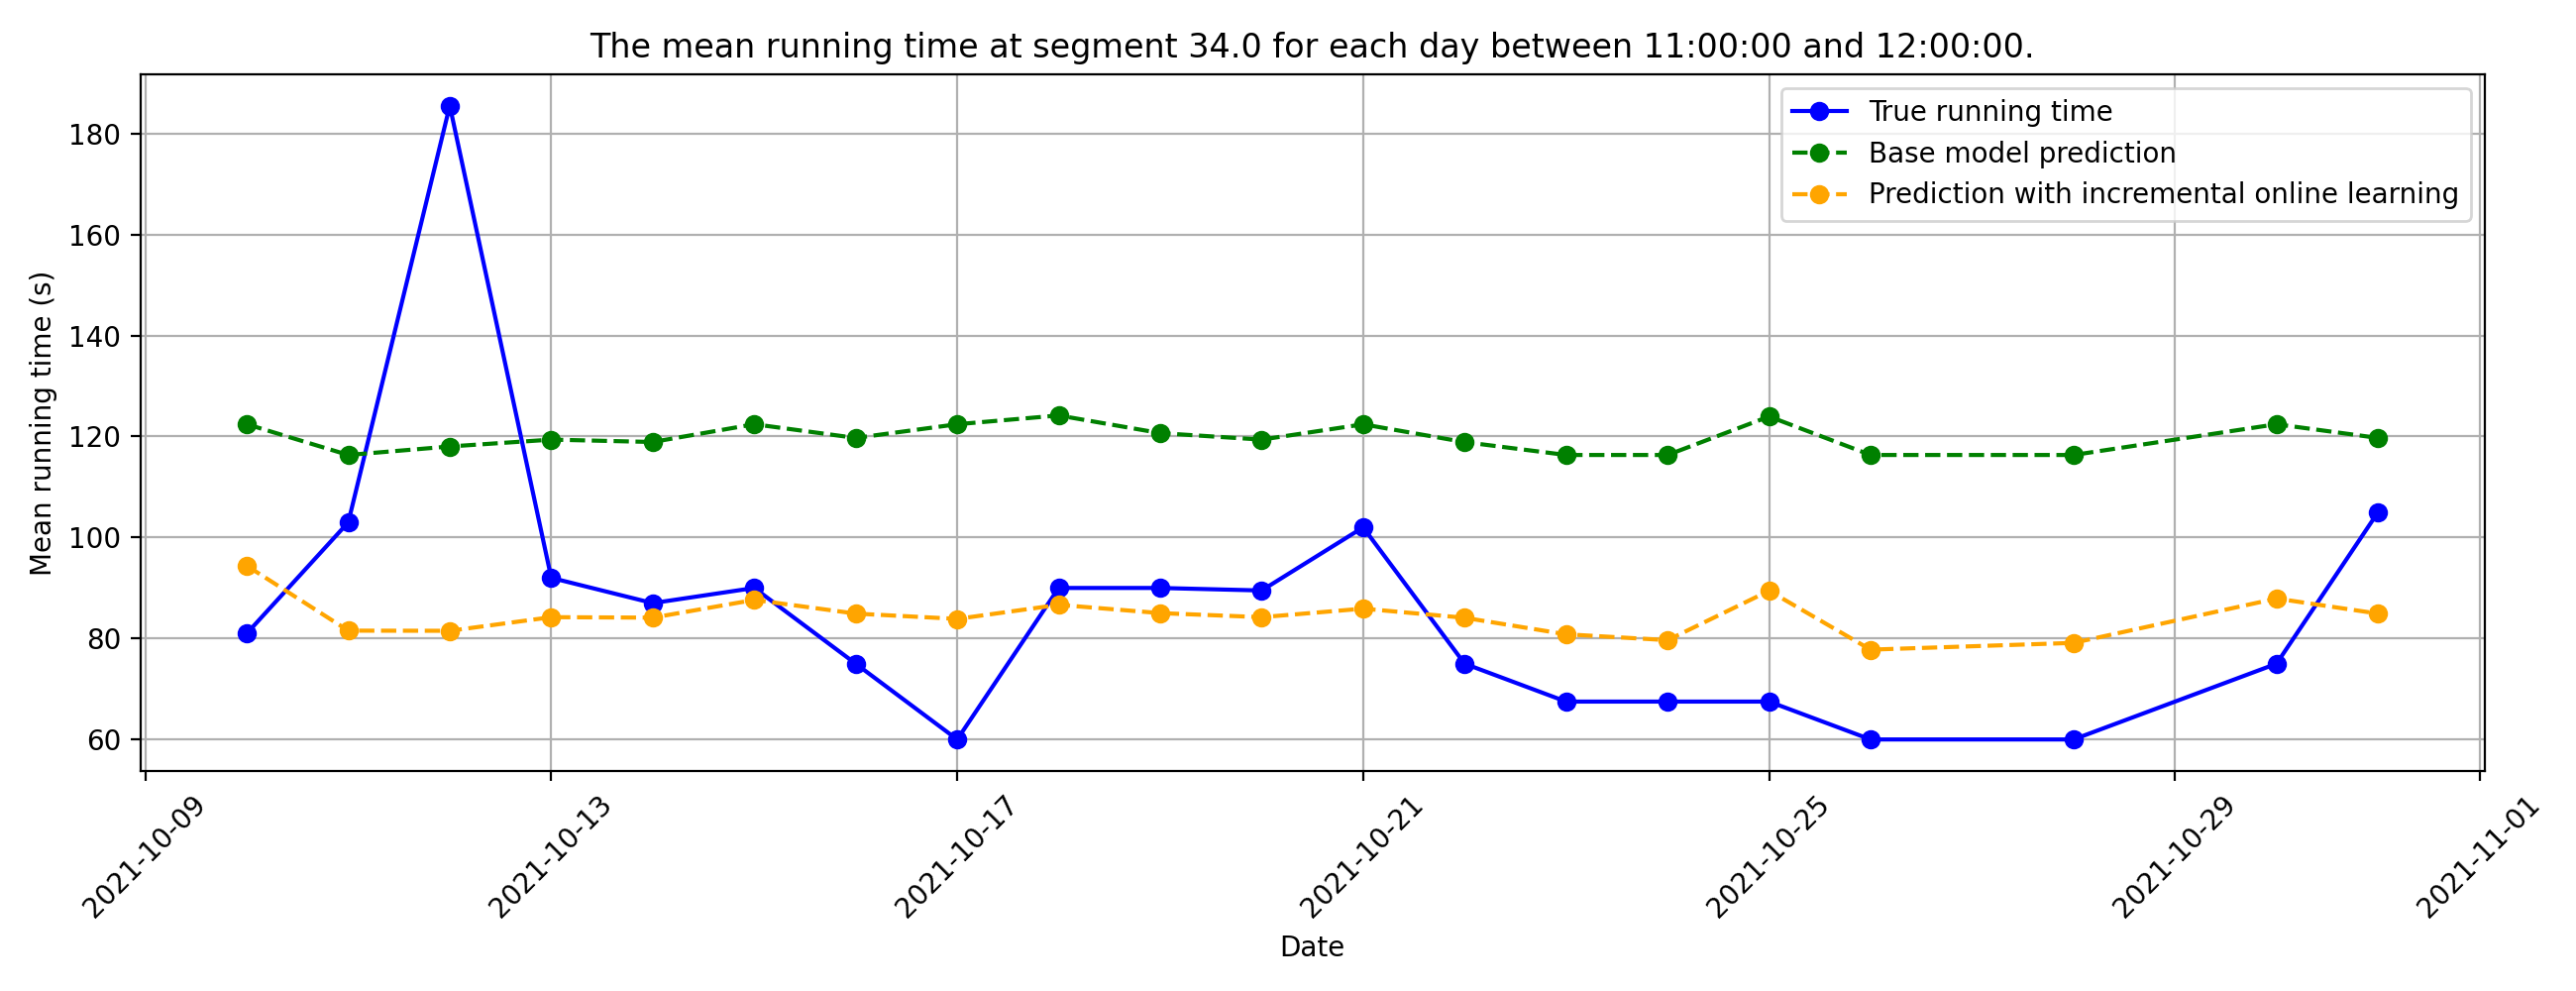 The mean running time at segment 34.0 for each day between 11:00:00 and 12:00:00.
True running time
Base model prediction
Prediction with incremental online learning
Mean running time (s)
180
160
140
120
100
80
60
2021-10-09
2021-10-13
2021-10-17
2021-10-21
2021-10-25
2021-10-29
2021-11-01
Date